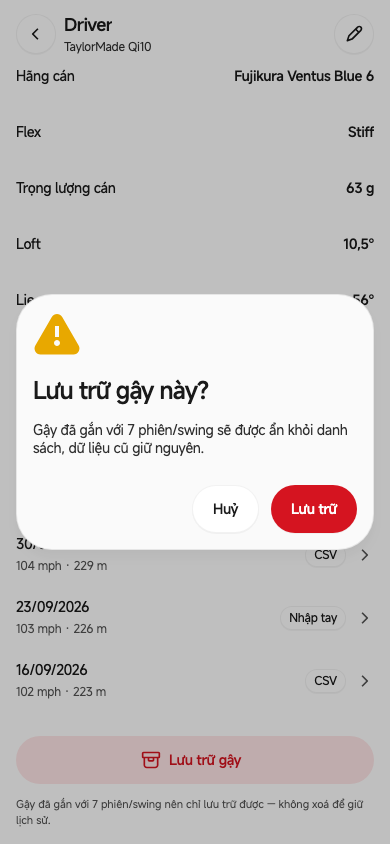 Driver
TaylorMade Qi10
Hãng cán
Fujikura Ventus Blue 6
Flex
Stiff
Trọng lượng cán
63 g
Loft
10,5°
Lie
56°
Lưu trữ gậy này?
Gậy đã gắn với 7 phiên/swing sẽ được ẩn khỏi danh
sách, dữ liệu cũ giữ nguyên.
Huỷ
Lưu trữ
104 mph · 229 m
CSV
23/09/2026
103 mph · 226 m
Nhập tay
16/09/2026
102 mph · 223 m
CSV
Lưu trữ gậy
Gậy đã gắn với 7 phiên/swing nên chỉ lưu trữ được — không xoá để giữ
lịch sử.